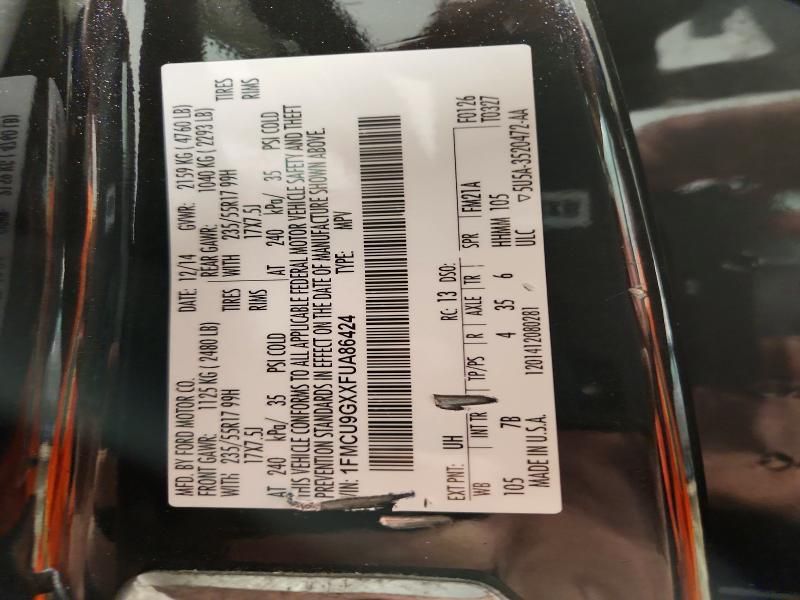 MFD. BY FORD MOTOR CO.
DATE: 12/14 GVWR: 2159 KG ( 4760 LB)
FRONT GAWR: 1125 KG ( 2480 LB) REAR GAWR: 1040 KG ( 2293 LB)
WITH 235/55R17 99H TIRES WITH 235/55R17 99H TIRES
17X7.5J RIMS 17X7.5J RIMS
AT 240 kPa/ 35 PSI COLD AT 240 kPa/ 35 PSI COLD
THIS VEHICLE CONFORMS TO ALL APPLICABLE FEDERAL MOTOR VEHICLE SAFETY AND THEFT
PREVENTION STANDARDS IN EFFECT ON THE DATE OF MANUFACTURE SHOWN ABOVE.
VIN: 1FMCU9GXXFUA86424 TYPE: MPV
EXT PNT: UH RC: 13 DSO: F0126
WB INT TR TP/PS R AXLE TR SPR FM21A T0327
105 7B 4 35 6 HHMM 105
ULC ▽5U5A-3520472-AA
MADE IN U.S.A. 120141208028I